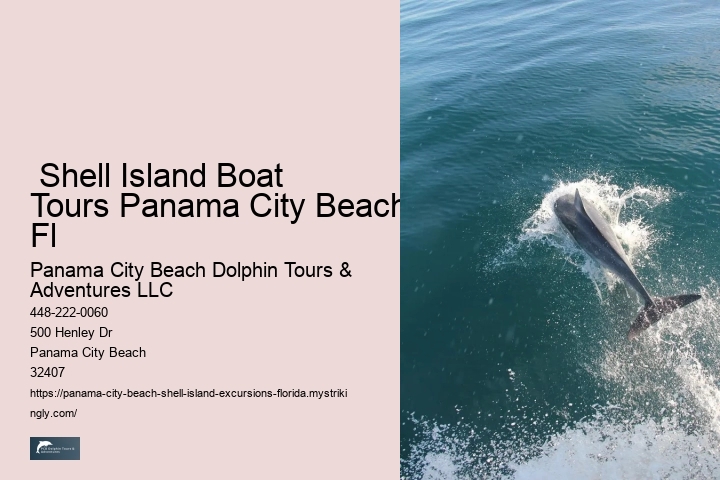 Shell Island Boat
Tours Panama City Beach
Fl
Panama City Beach Dolphin Tours &
Adventures LLC
448-222-0060
500 Henley Dr
Panama City Beach
32407
https://panama-city-beach-shell-island-excursions-florida.mystriki
ngly.com/